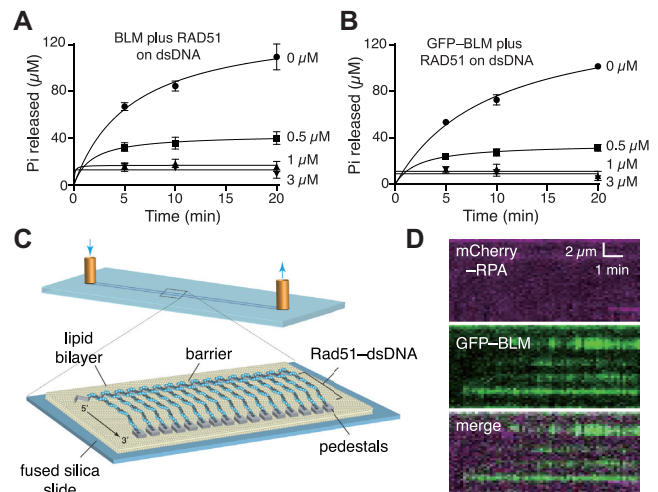 A
BLM plus RAD51
on dsDNA
Pi released (µM)
120
80
40
0
0 µM
0.5 µM
1 µM
3 µM
0
5
10
15
20
Time (min)
B
GFP–BLM plus
RAD51 on dsDNA
Pi released (µM)
120
80
40
0
0 µM
0.5 µM
1 µM
3 µM
0
5
10
15
20
Time (min)
C
lipid
bilayer
barrier
Rad51–dsDNA
5′
3′
pedestals
fused silica
slide
D
mCherry
–RPA
2 µm
1 min
GFP–BLM
merge